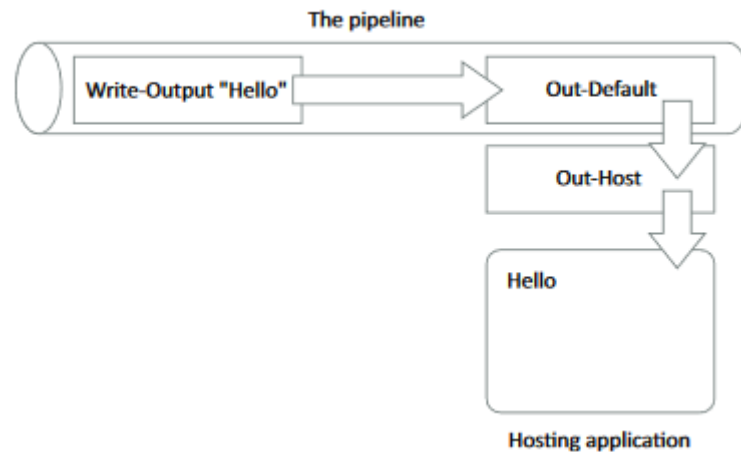 The pipeline
Write-Output "Hello"
Out-Default
Out-Host
Hello
Hosting application